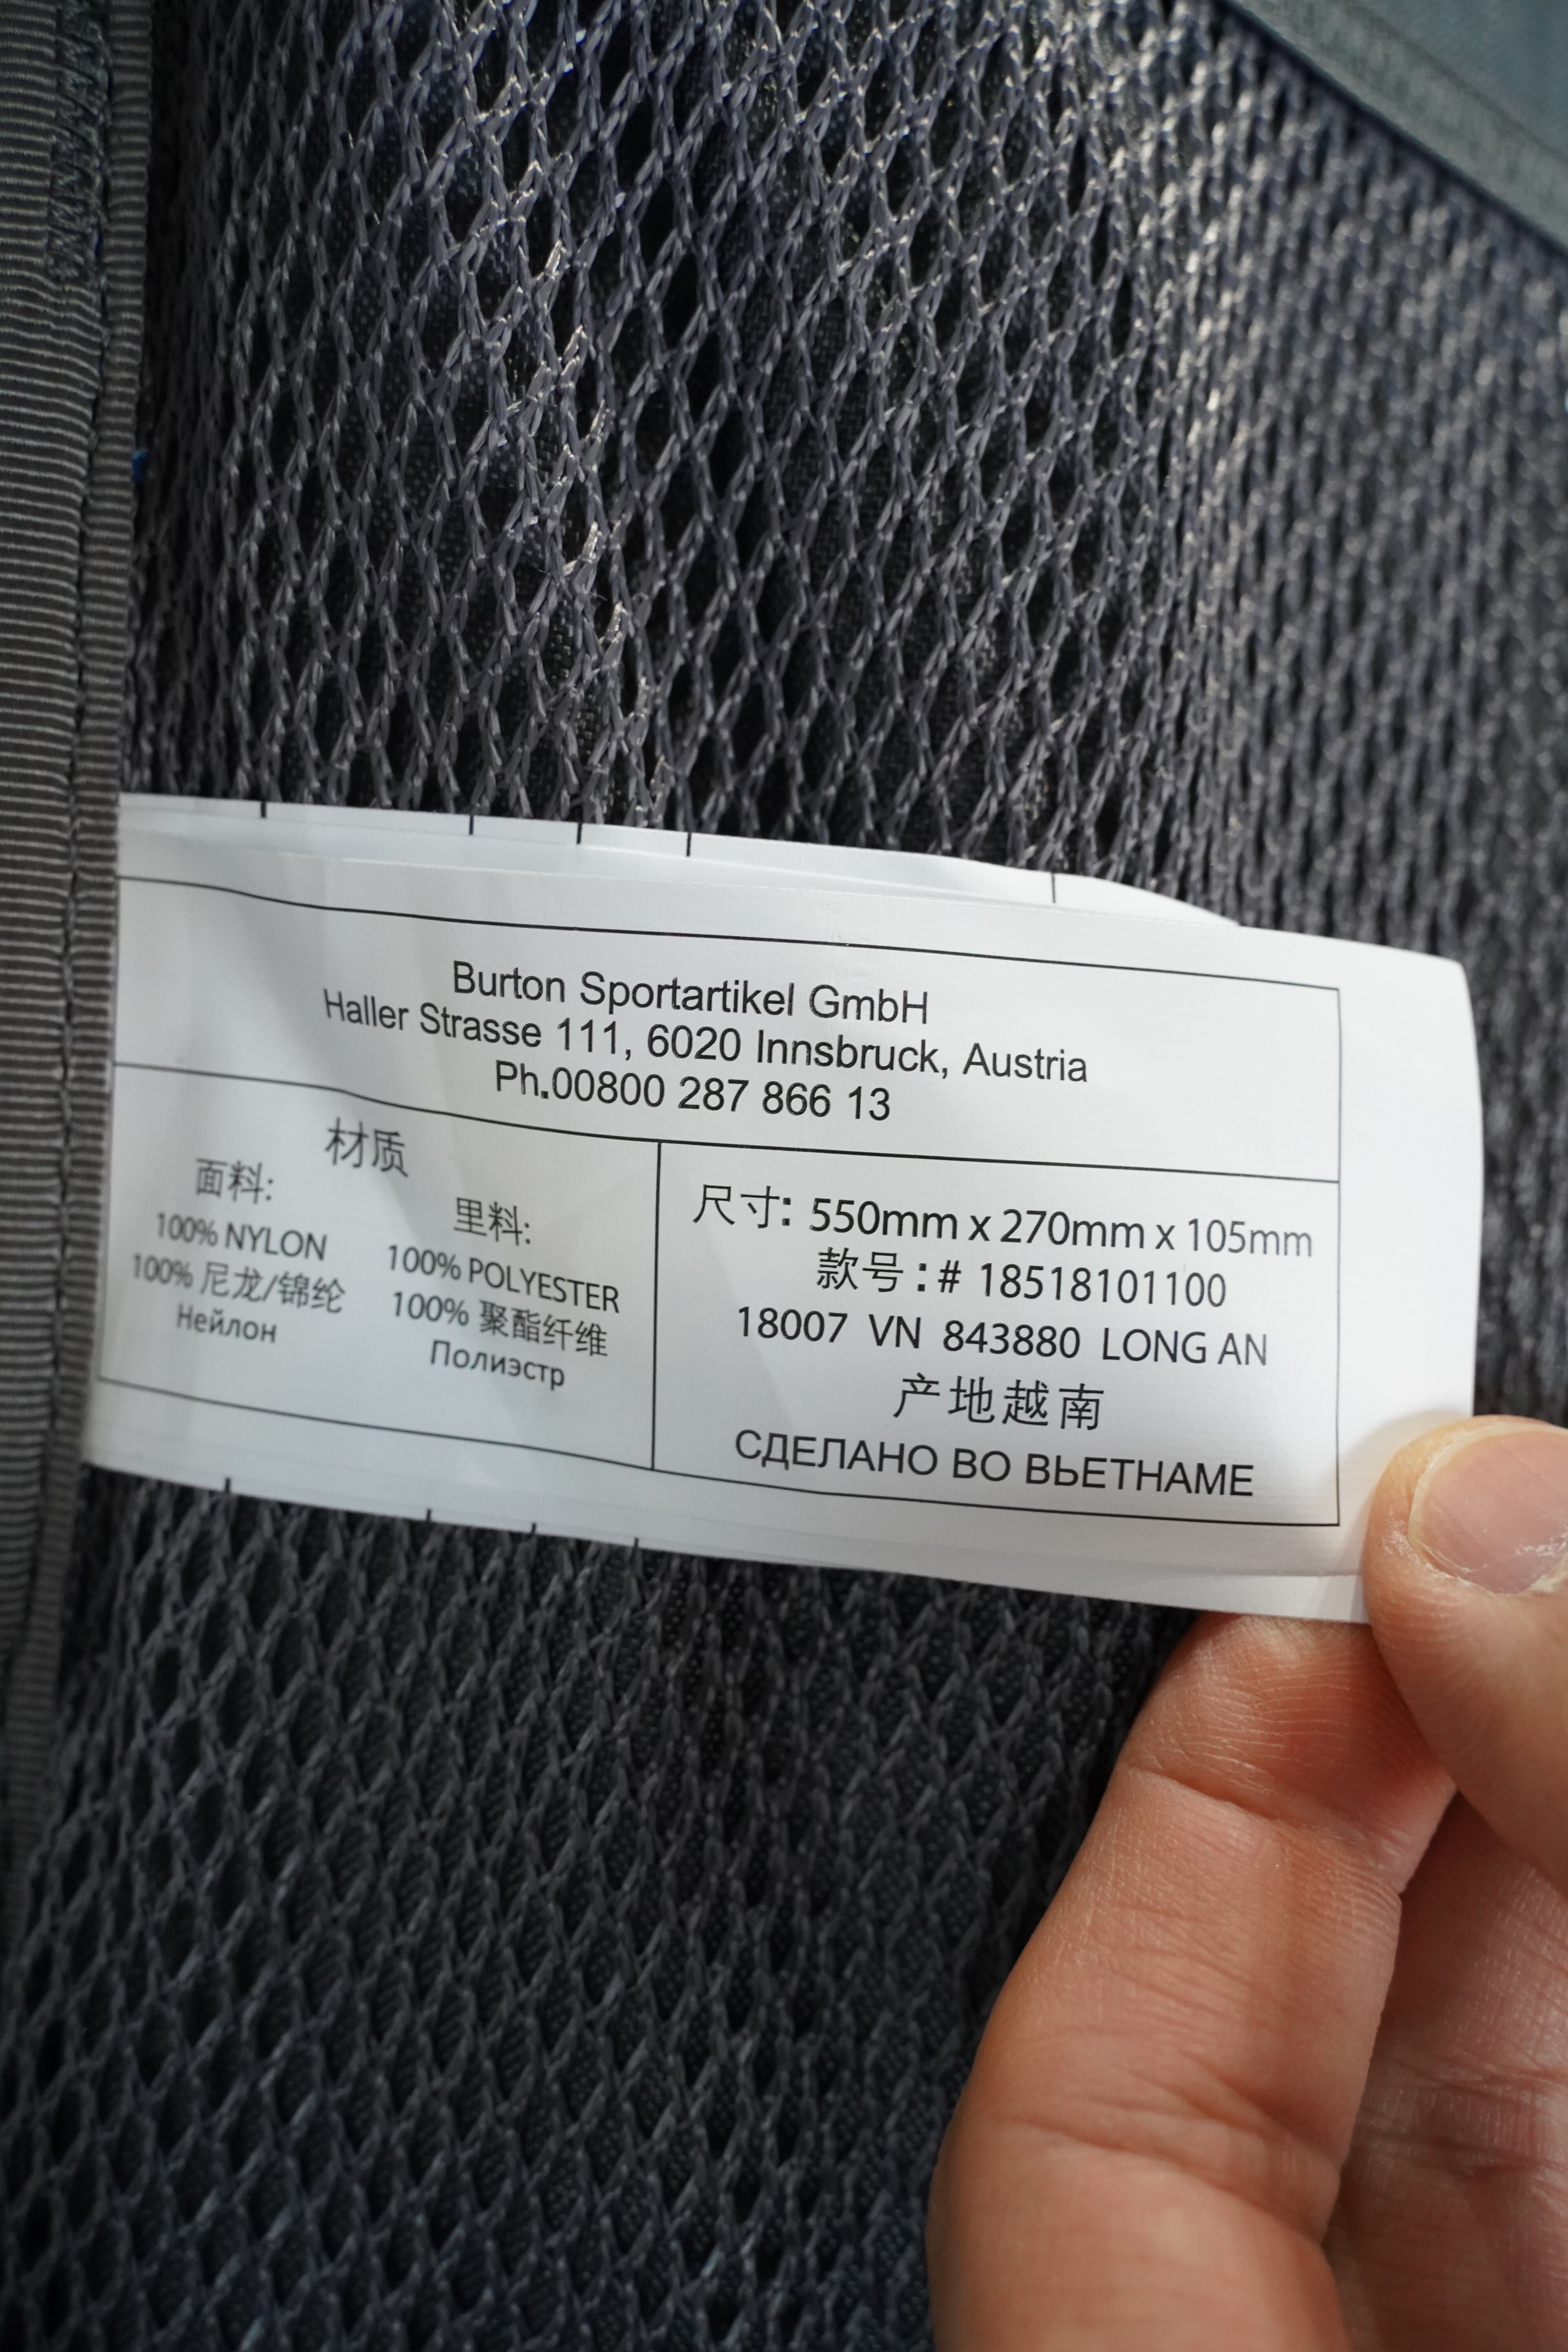 Burton Sportartikel GmbH
Haller Strasse 111, 6020 Innsbruck, Austria
Ph.00800 287 866 13
材质
面料:
100% NYLON
100% 尼龙/锦纶
Нейлон
里料:
100% POLYESTER
100% 聚酯纤维
Полиэстр
尺寸: 550mm x 270mm x 105mm
款号 : # 18518101100
18007 VN 843880 LONG AN
产地越南
СДЕЛАНО ВО ВЬЕТНАМЕ